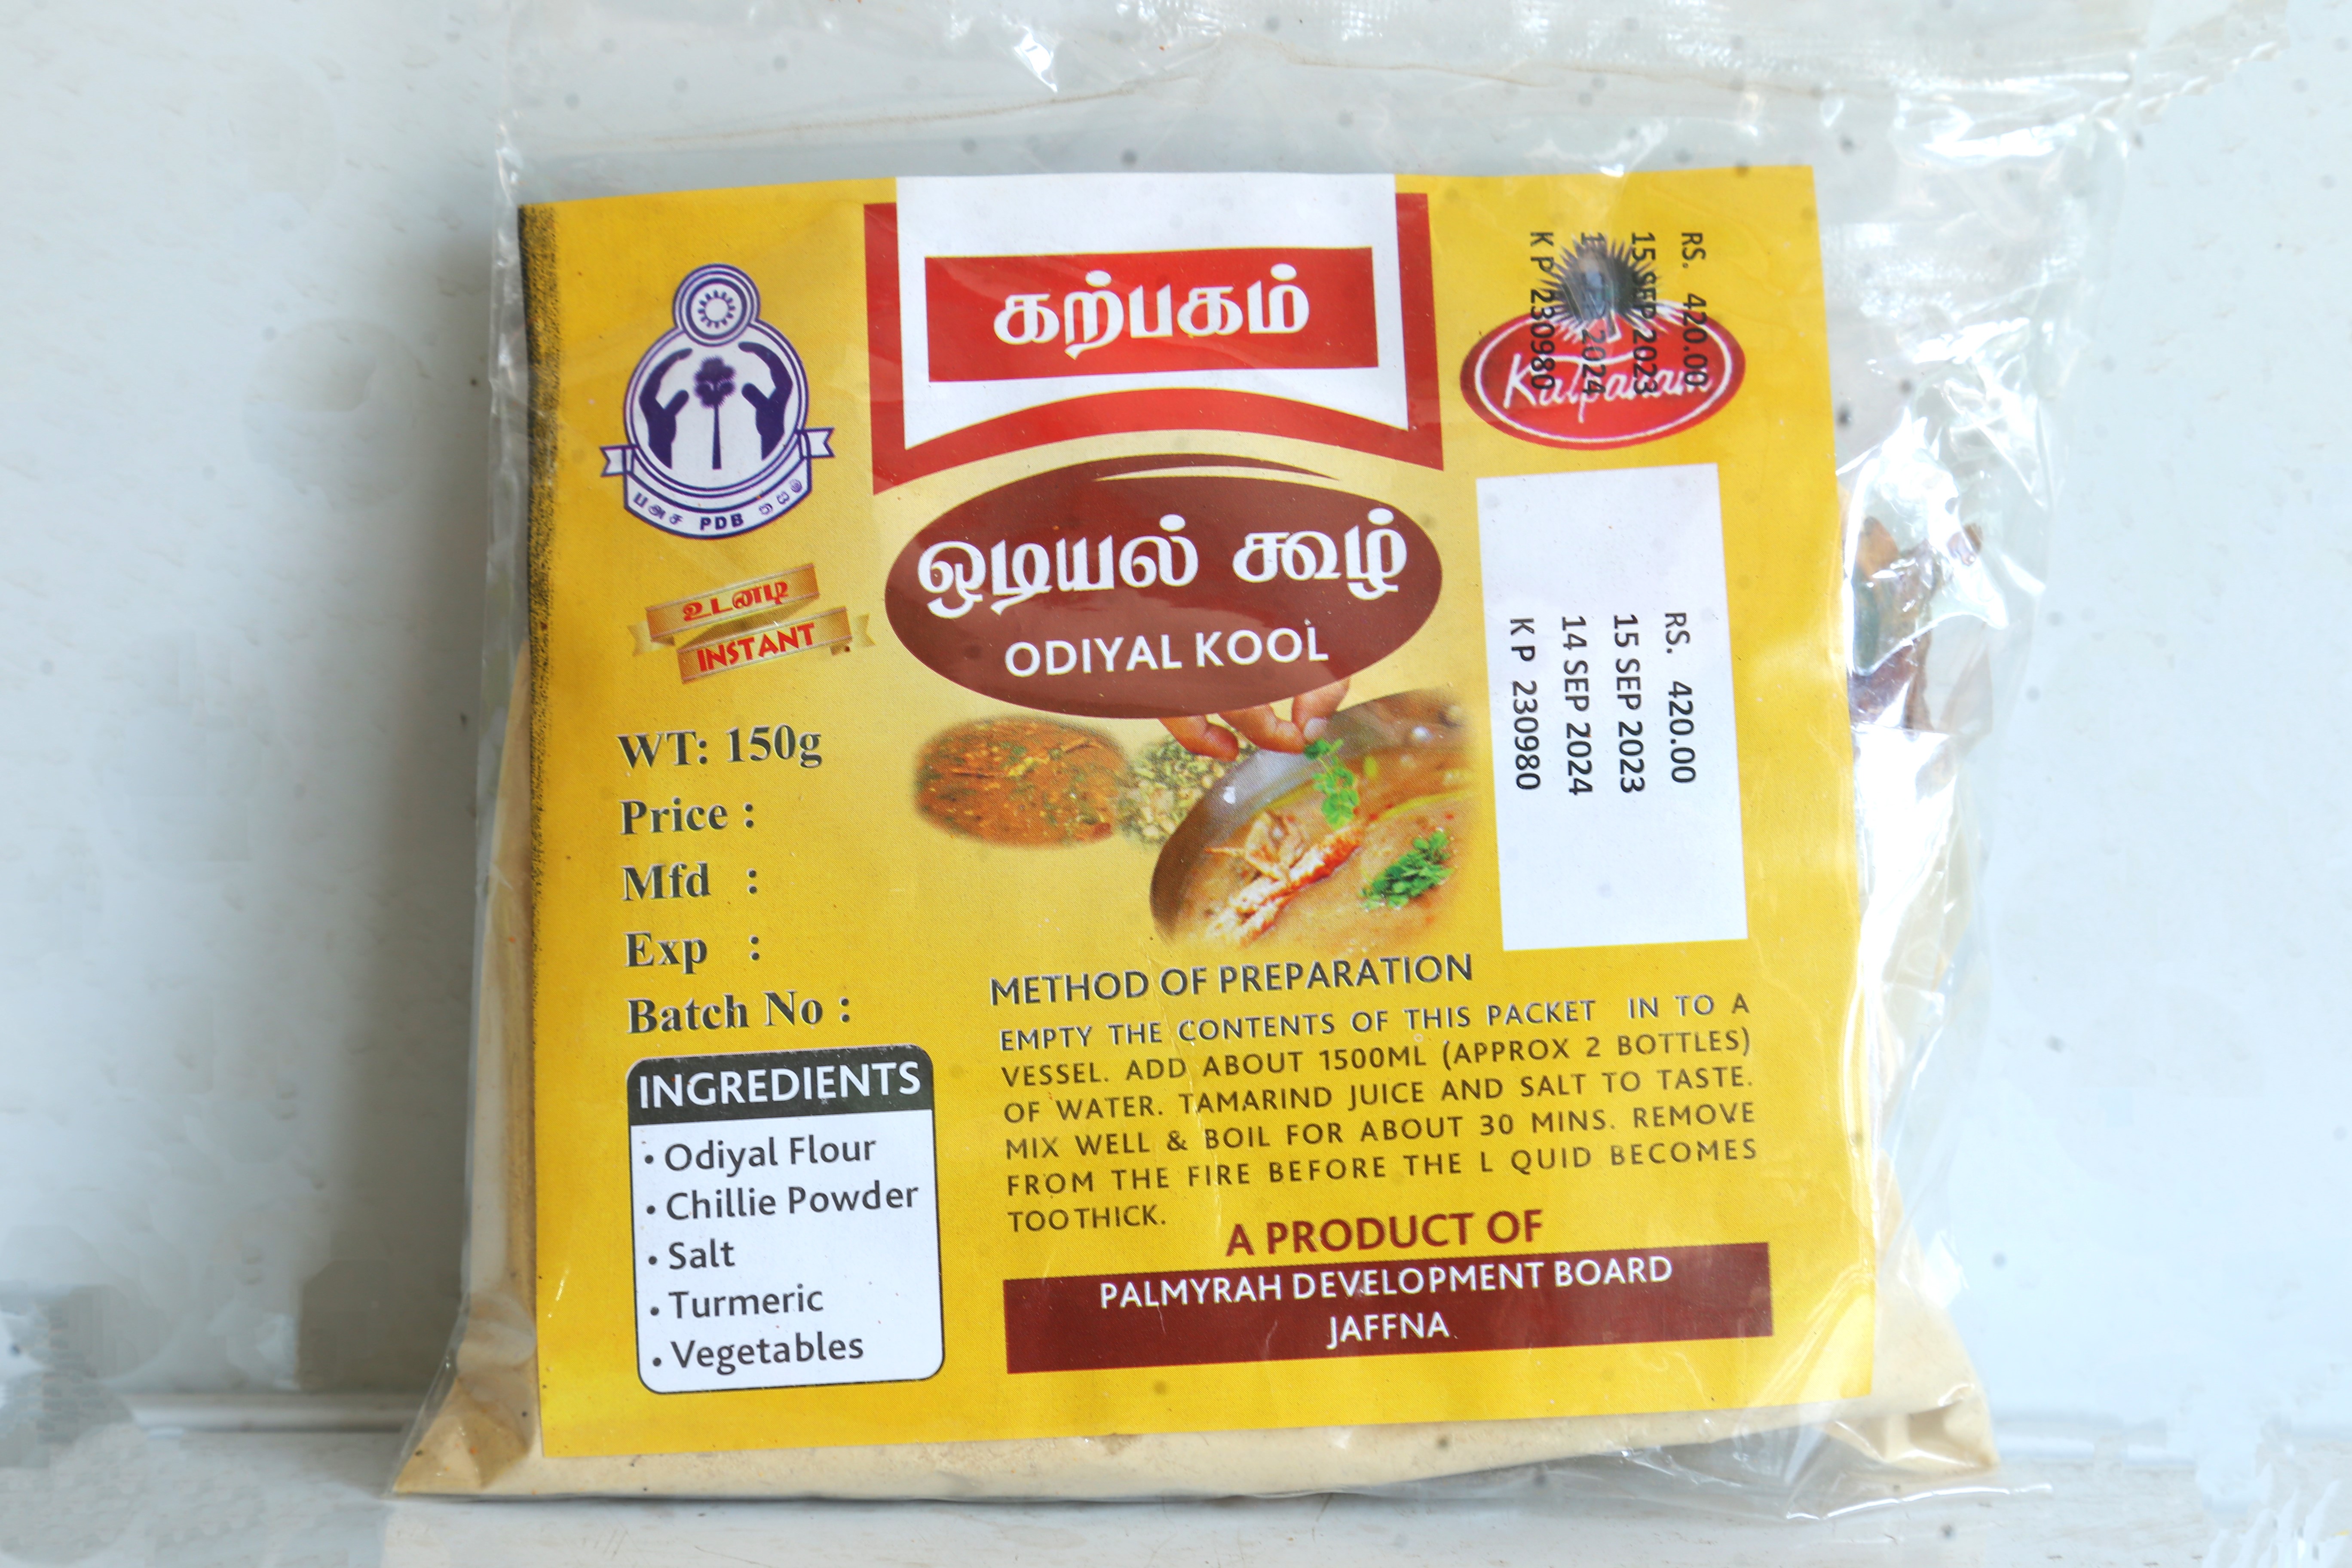 கற்பகம்
RS. 420.00
15 SEP 2023
2024
K P 230980
Katpaham
பஅச PDB
ஒடியல் கூழ்
ODIYAL KOOL
உடனடி
INSTANT
RS. 420.00
15 SEP 2023
14 SEP 2024
K P 230980
WT: 150g
Price :
Mfd :
Exp :
Batch No :
INGREDIENTS
• Odiyal Flour
• Chillie Powder
• Salt
• Turmeric
• Vegetables
METHOD OF PREPARATION
EMPTY THE CONTENTS OF THIS PACKET IN TO A
VESSEL. ADD ABOUT 1500ML (APPROX 2 BOTTLES)
OF WATER. TAMARIND JUICE AND SALT TO TASTE.
MIX WELL & BOIL FOR ABOUT 30 MINS. REMOVE
FROM THE FIRE BEFORE THE L QUID BECOMES
TOO THICK.
A PRODUCT OF
PALMYRAH DEVELOPMENT BOARD
JAFFNA